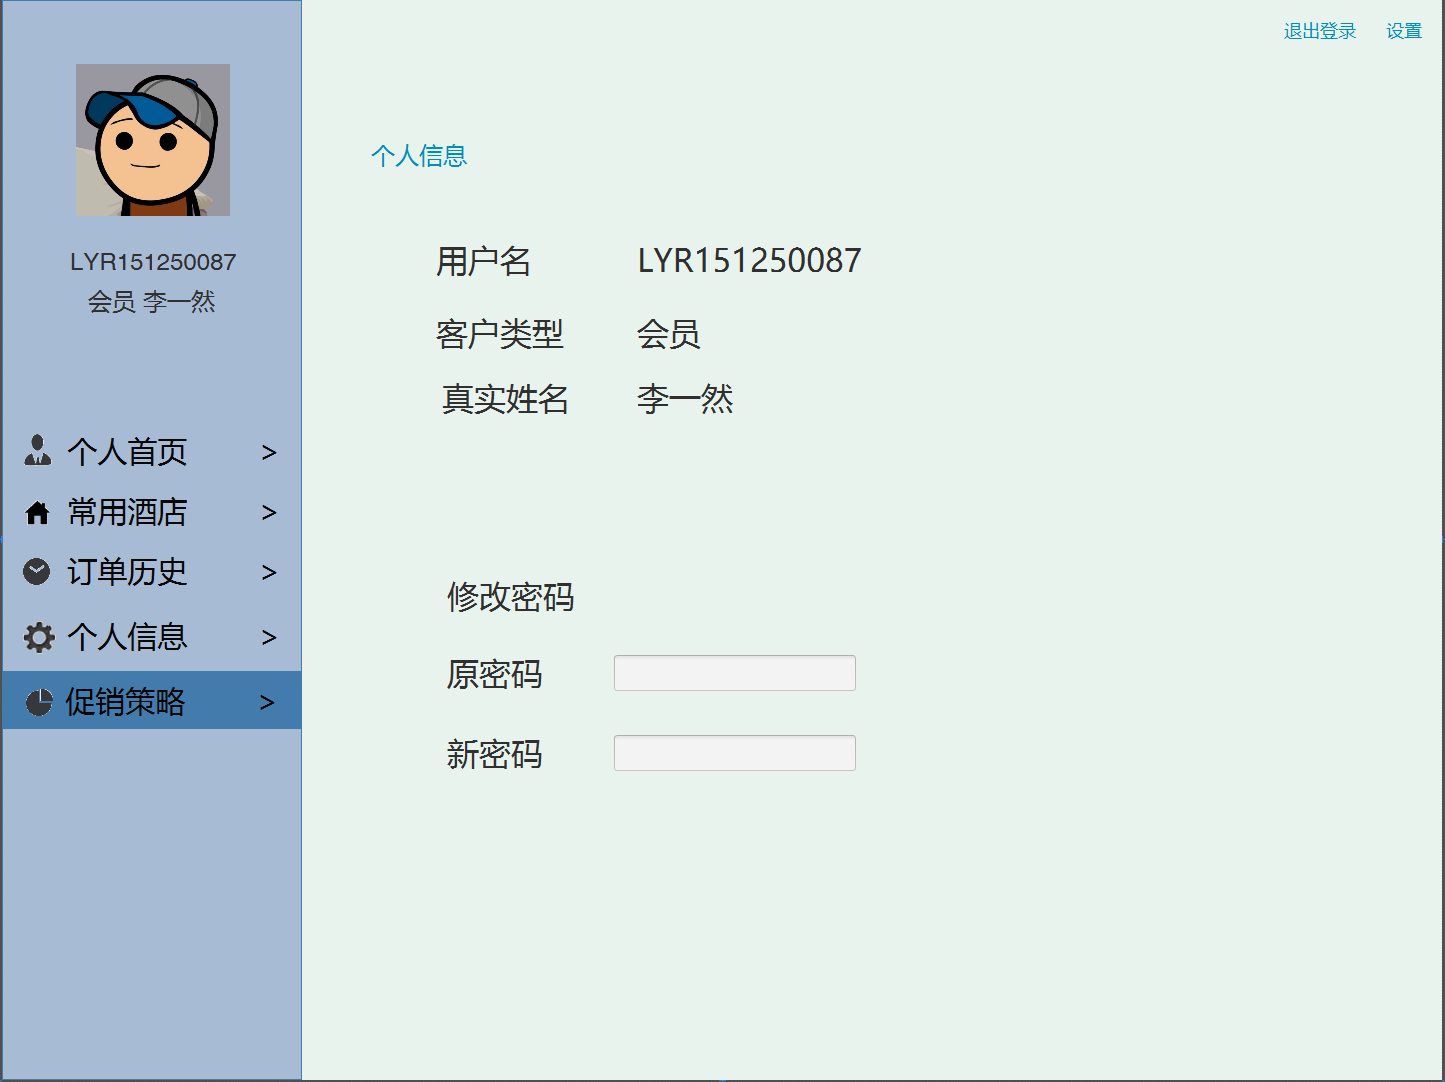 退出登录 设置
LYR151250087
会员 李一然
个人首页 >
常用酒店 >
订单历史 >
个人信息 >
促销策略 >
个人信息
用户名 LYR151250087
客户类型 会员
真实姓名 李一然
修改密码
原密码
新密码